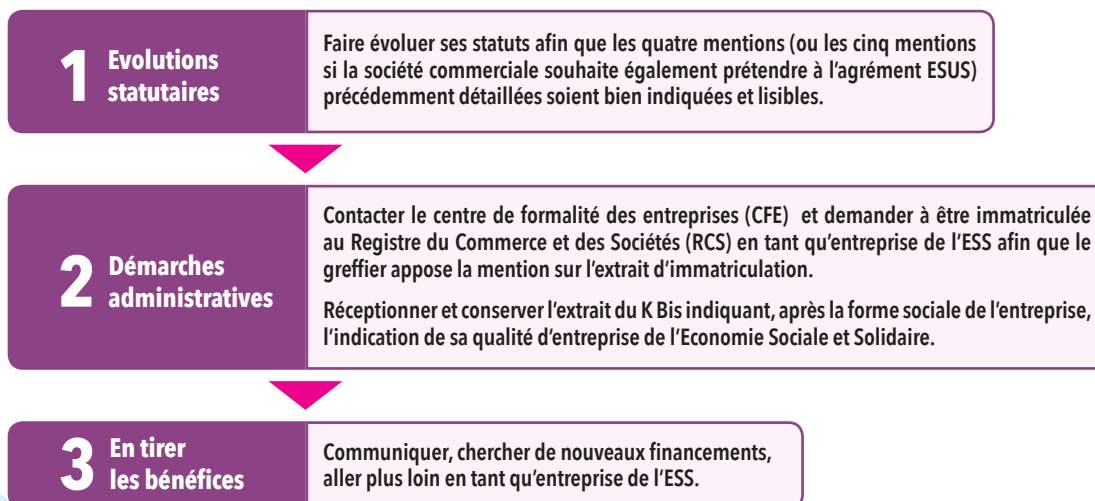 1 Evolutions
statutaires
Faire évoluer ses statuts afin que les quatre mentions (ou les cinq mentions
si la société commerciale souhaite également prétendre à l'agrément ESUS)
précédemment détaillées soient bien indiquées et lisibles.
2 Démarches
administratives
Contacter le centre de formalité des entreprises (CFE) et demander à être immatriculée
au Registre du Commerce et des Sociétés (RCS) en tant qu'entreprise de l'ESS afin que le
greffier appose la mention sur l'extrait d'immatriculation.
Réceptionner et conserver l'extrait du K Bis indiquant, après la forme sociale de l'entreprise,
l'indication de sa qualité d'entreprise de l'Economie Sociale et Solidaire.
3 En tirer
les bénéfices
Communiquer, chercher de nouveaux financements,
aller plus loin en tant qu'entreprise de l'ESS.